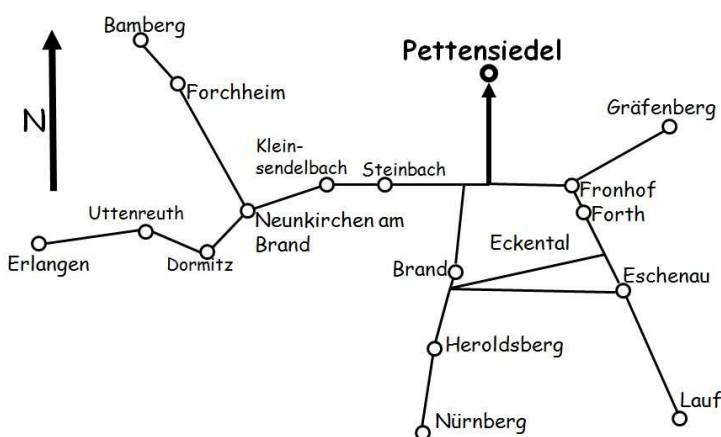 Bamberg
Pettensiedel
Forchheim
Gräfenberg
N
Klein-
sendelbach
Steinbach
Fronhof
Uttenreuth
Neunkirchen am
Brand
Forth
Erlangen
Dormitz
Eckental
Brand
Eschenau
Heroldsberg
Lauf
Nürnberg